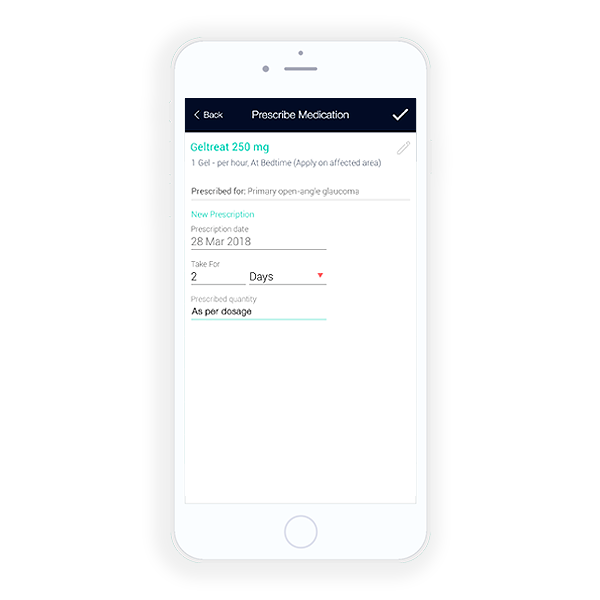 Back
Prescribe Medication
Geltreat 250 mg
1 Gel - per hour, At Bedtime (Apply on affected area)
Prescribed for: Primary open-angle glaucoma
New Prescription
Prescription date
28 Mar 2018
Take For
2 Days
Prescribed quantity
As per dosage